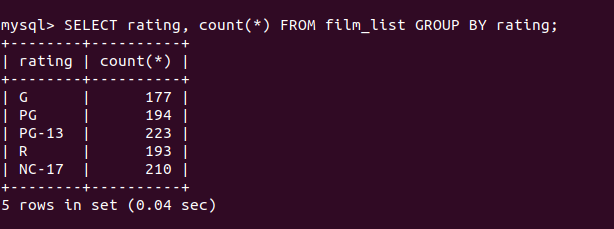 mysql> SELECT rating, count(*) FROM film_list GROUP BY rating;
+--------+----------+
| rating | count(*) |
+--------+----------+
| G      |      177 |
| PG     |      194 |
| PG-13  |      223 |
| R      |      193 |
| NC-17  |      210 |
+--------+----------+
5 rows in set (0.04 sec)